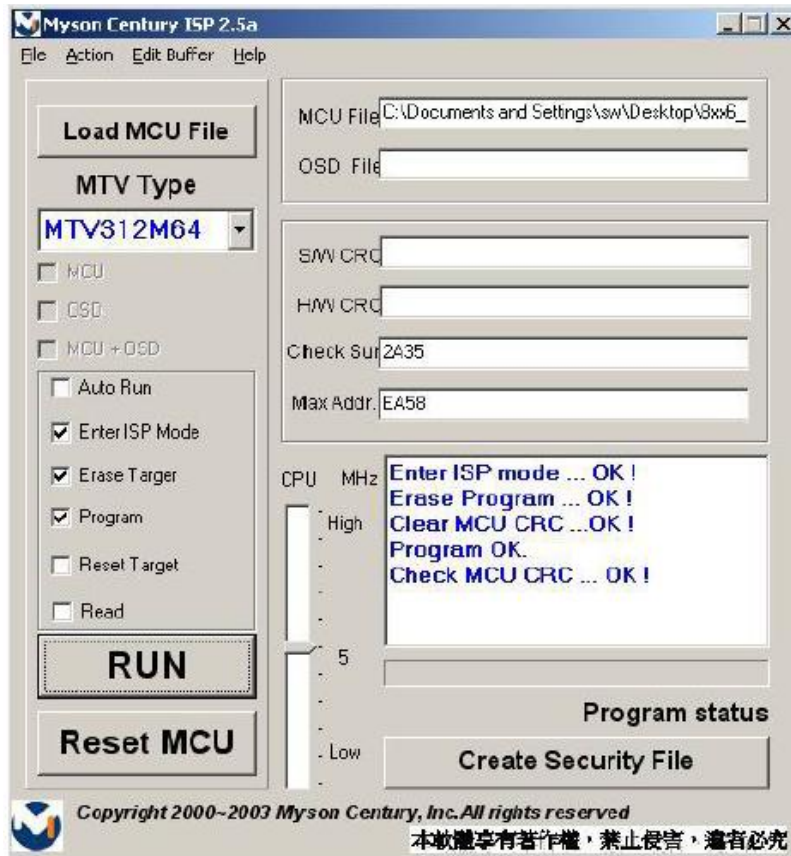 Myson Century ISP 2.5a
File Action Edit Buffer Help
Load MCU File
MTV Type
MTV312M64
MCU
OSD
MCU + OSD
Auto Run
Enter ISP Mode
Erase Targer
Program
Reset Target
Read
RUN
Reset MCU
MCU File C:\Documents and Settings\sw\Desktop\8xx6_
OSD File
S/W CRC
H/W CRC
Check Sur 2A35
Max Addr. EA58
CPU MHz
High
5
Low
Enter ISP mode ... OK !
Erase Program ... OK !
Clear MCU CRC ...OK !
Program OK.
Check MCU CRC ... OK !
Program status
Create Security File
Copyright 2000~2003 Myson Century, Inc.All rights reserved
本軟體享有著作權，禁止侵害，違者必究